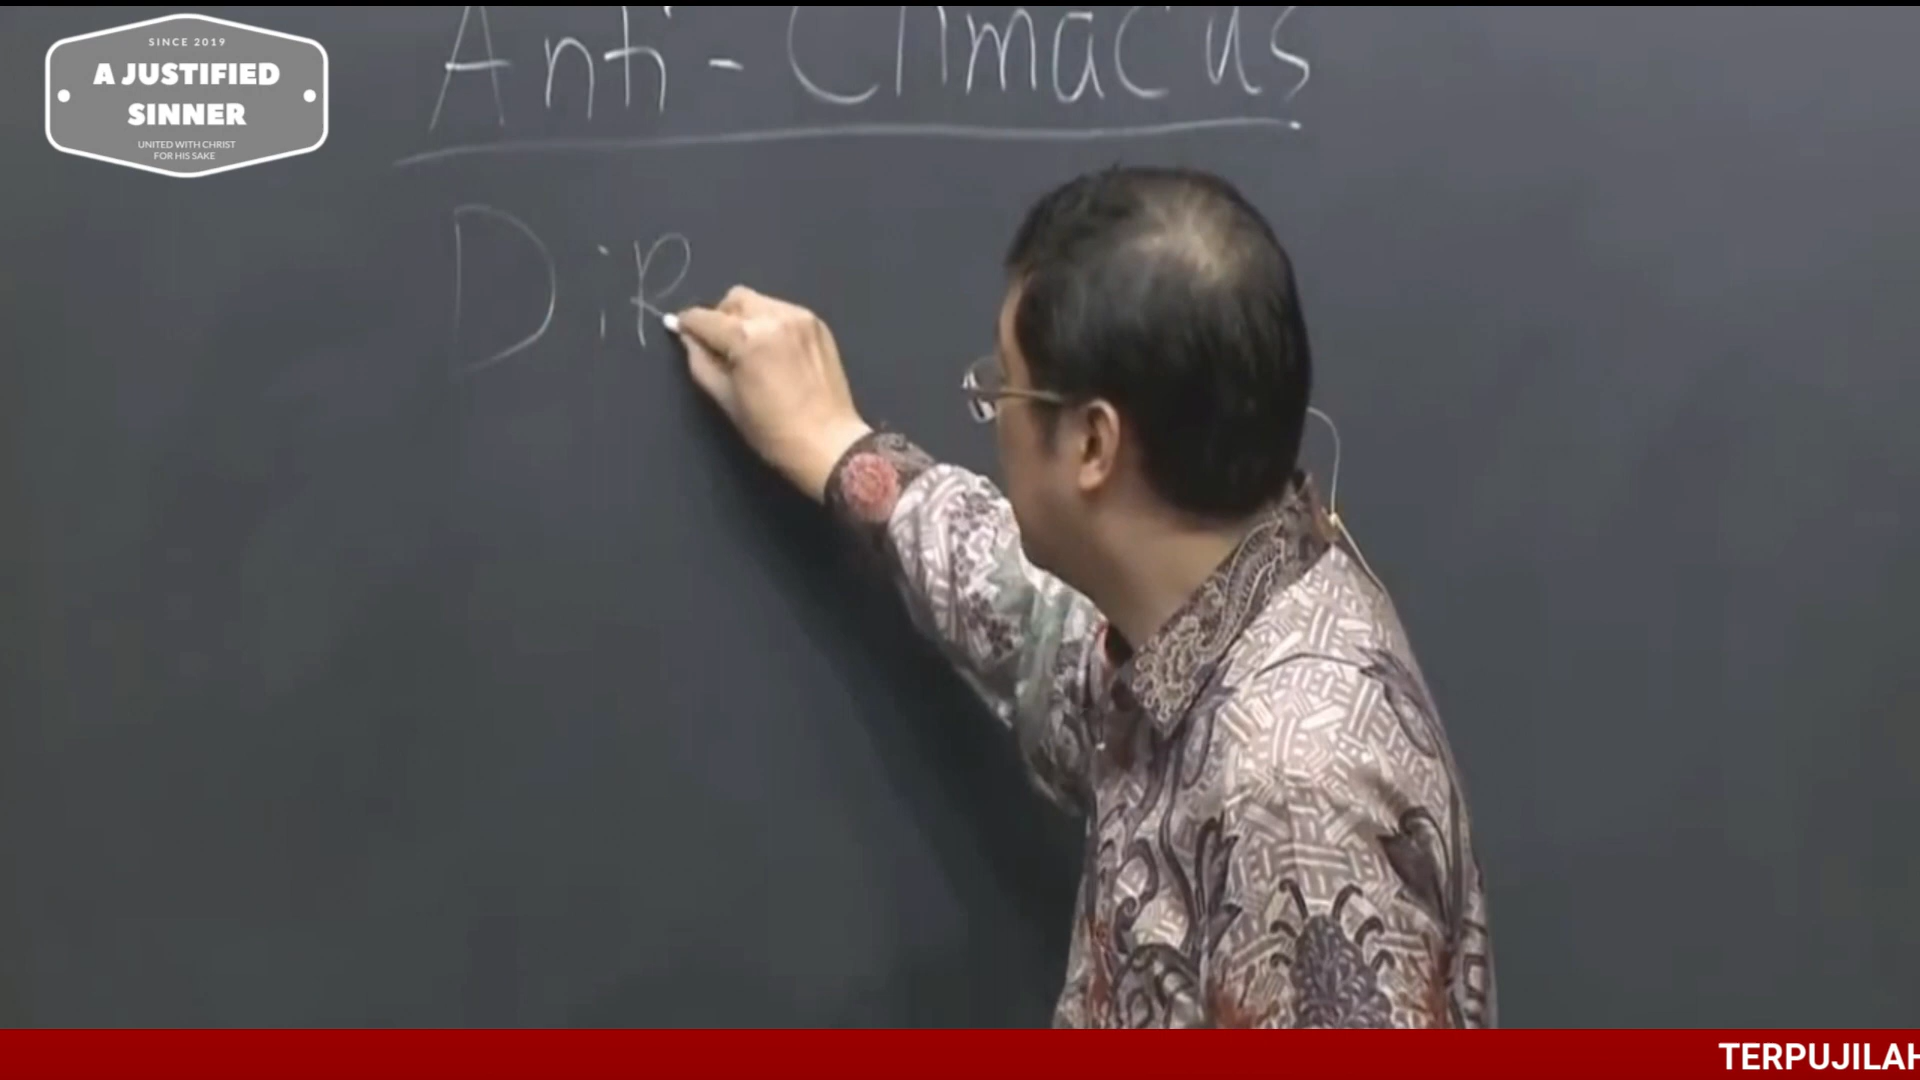 SINCE 2019
A JUSTIFIED
SINNER
UNITED WITH CHRIST
FOR HIS SAKE
Anti-Climacus
DiR
TERPUJILAH